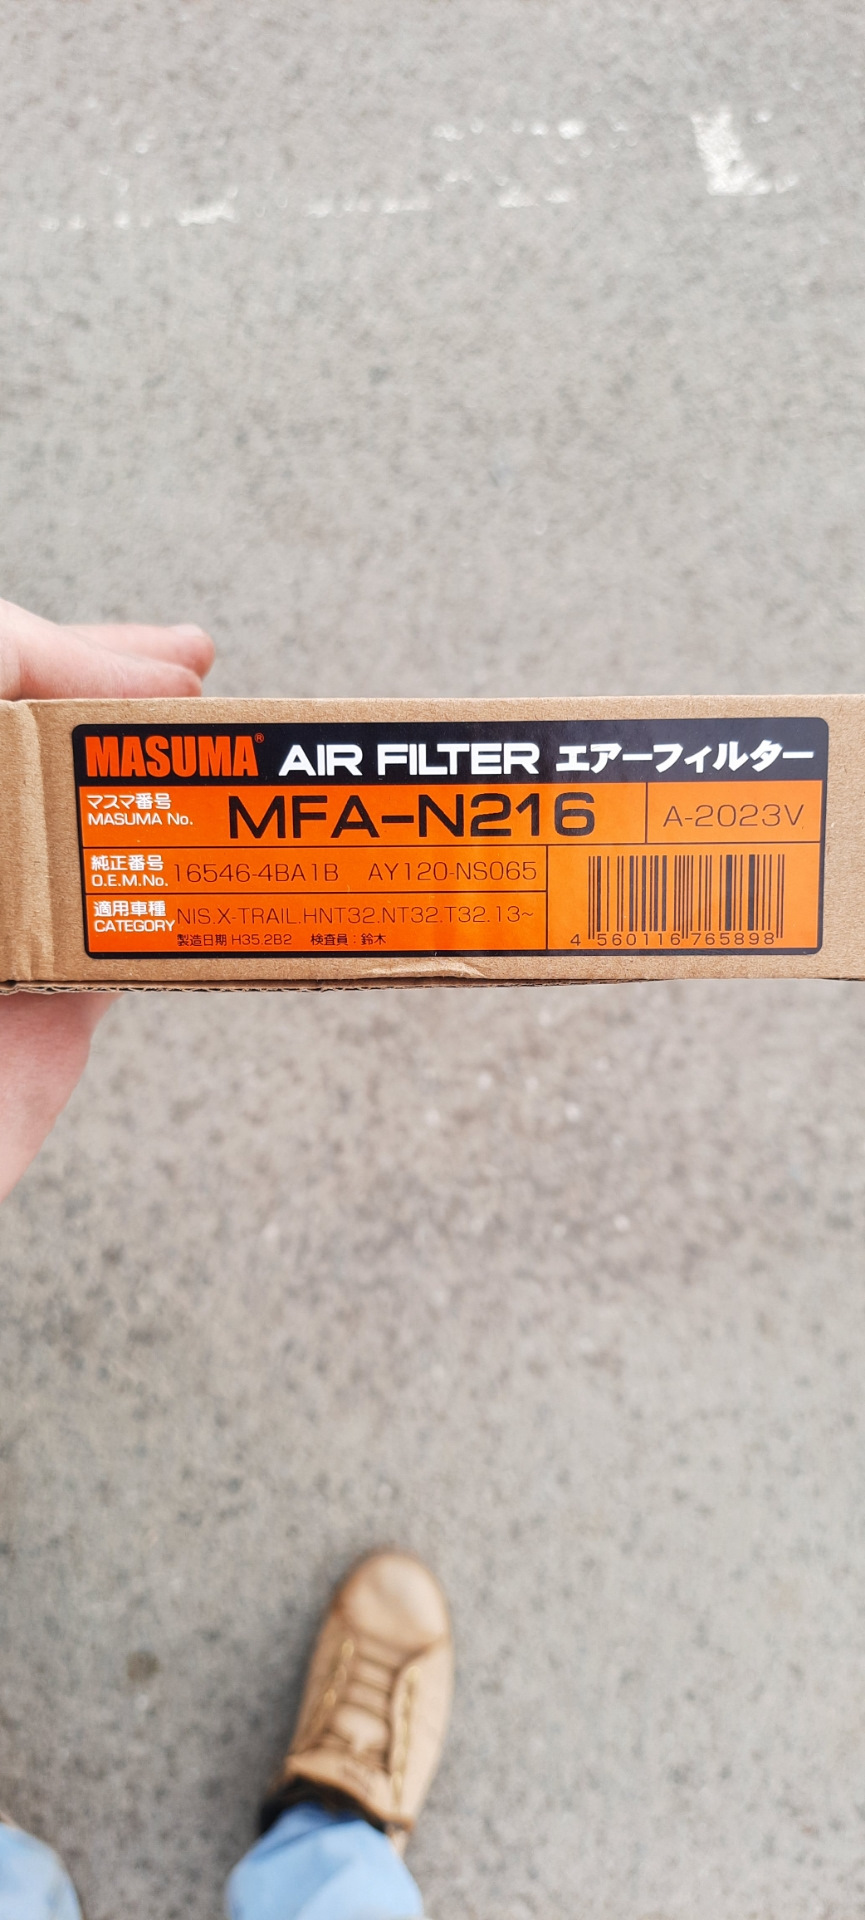 MASUMA® AIR FILTER エアーフィルター
マスマ番号
MASUMA No. MFA-N216 A-2023V
純正番号
O.E.M.No. 16546-4BA1B AY120-NS065
適用車種
CATEGORY NIS.X-TRAIL.HNT32.NT32.T32.13~
製造日期 H35.2B2 検査員：鈴木
4 560116 765898